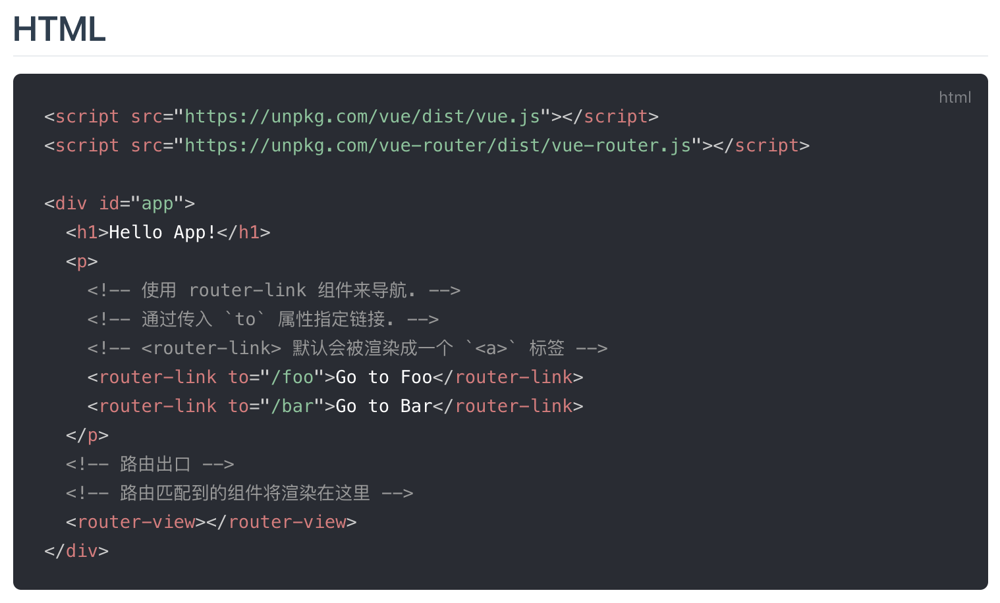 HTML
html
<script src="https://unpkg.com/vue/dist/vue.js"></script>
<script src="https://unpkg.com/vue-router/dist/vue-router.js"></script>
<div id="app">
<h1>Hello App!</h1>
<p>
<!-- 使用 router-link 组件来导航. -->
<!-- 通过传入 `to` 属性指定链接. -->
<!-- <router-link> 默认会被渲染成一个 `<a>` 标签 -->
<router-link to="/foo">Go to Foo</router-link>
<router-link to="/bar">Go to Bar</router-link>
</p>
<!-- 路由出口 -->
<!-- 路由匹配到的组件将渲染在这里 -->
<router-view></router-view>
</div>